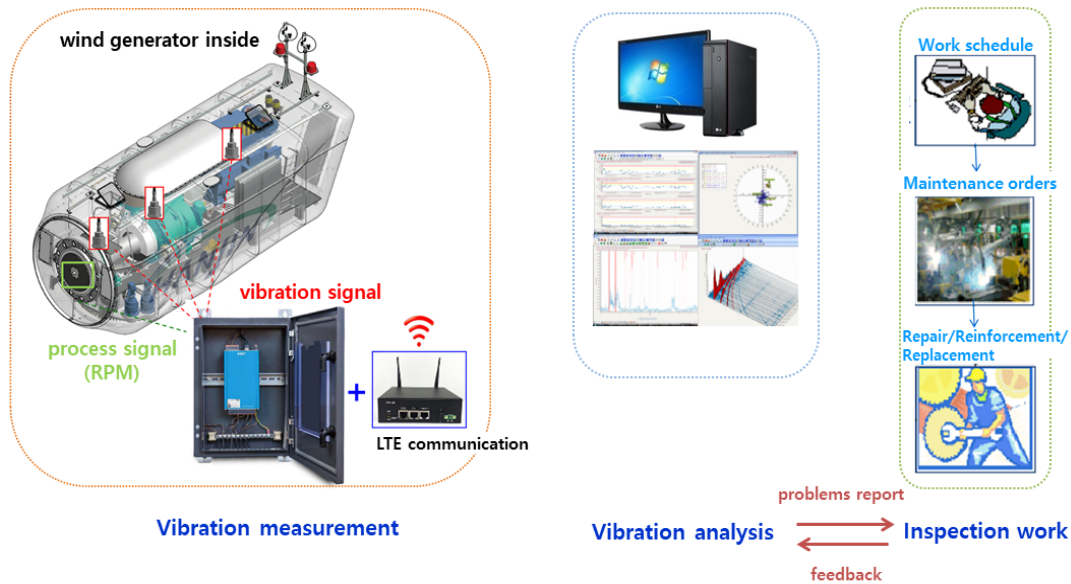 wind generator inside
vibration signal
process signal
(RPM)
+
LTE communication
Vibration measurement
Vibration analysis
problems report
feedback
Work schedule
Maintenance orders
Repair/Reinforcement/
Replacement
Inspection work